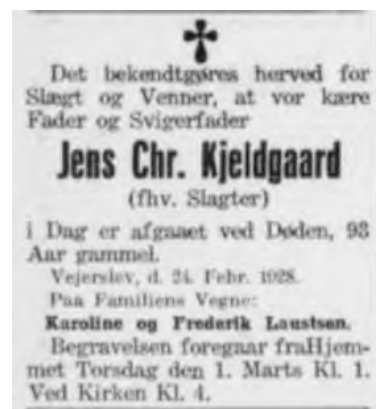 Det bekendtgøres herved for
Slægt og Venner, at vor kære
Fader og Svigerfader
Jens Chr. Kjeldgaard
(fhv. Slagter)
i Dag er afgaaet ved Døden, 93
Aar gammel.
Vejerslev, d. 24. Febr. 1928.
Paa Familiens Vegne:
Karoline og Frederik Laustsen.
Begravelsen foregaar fraHjem-
met Torsdag den 1. Marts Kl. 1.
Ved Kirken Kl. 4.